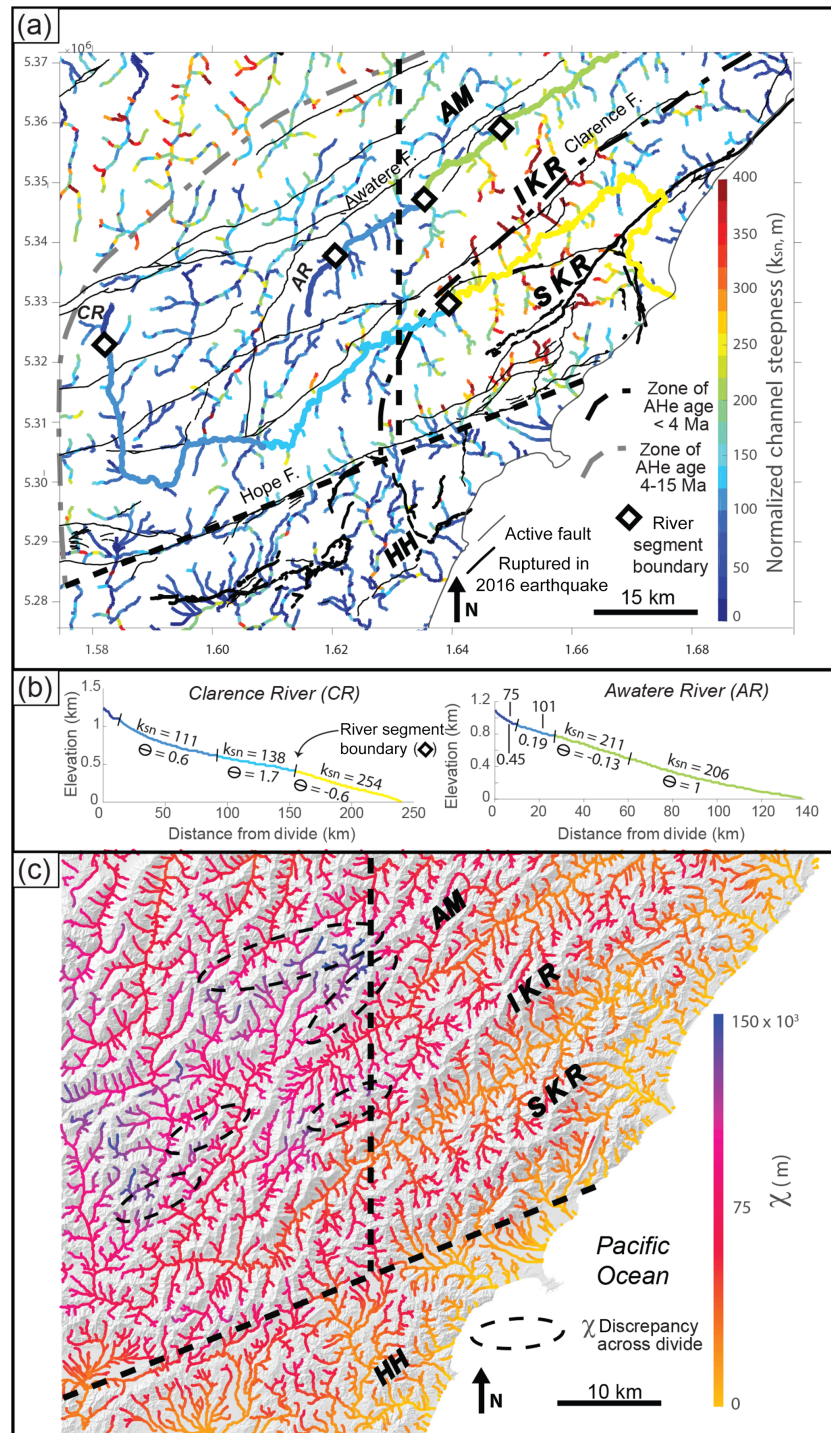 (a)
×10⁶
5.37
5.36
5.35
5.34
5.33
5.32
5.31
5.30
5.29
5.28
1.58
1.60
1.62
1.64
1.66
1.68
AM
Awatere F.
IKR
Clarence F.
SKR
AR
CR
Hope F.
HH
400
350
300
250
200
150
100
50
0
Normalized channel steepness (ksn, m)
Zone of
AHe age
< 4 Ma
Zone of
AHe age
4-15 Ma
River
segment
boundary
Active fault
Ruptured in
2016 earthquake
N
15 km
(b)
Clarence River (CR)
Elevation (km)
1.5
1
0.5
0
ksn = 111
⊖ = 0.6
ksn = 138
⊖ = 1.7
ksn = 254
⊖ = -0.6
River segment
boundary (◇)
0 50 100 150 200 250
Distance from divide (km)
Awatere River (AR)
Elevation (km)
1.2
0.8
0.4
0
75
0.45
101
0.19
ksn = 211
⊖ = -0.13
ksn = 206
⊖ = 1
0 20 40 60 80 100 120 140
Distance from divide (km)
(c)
AM
IKR
SKR
HH
150 x 10³
75
0
χ (m)
Pacific
Ocean
χ Discrepancy
across divide
N
10 km